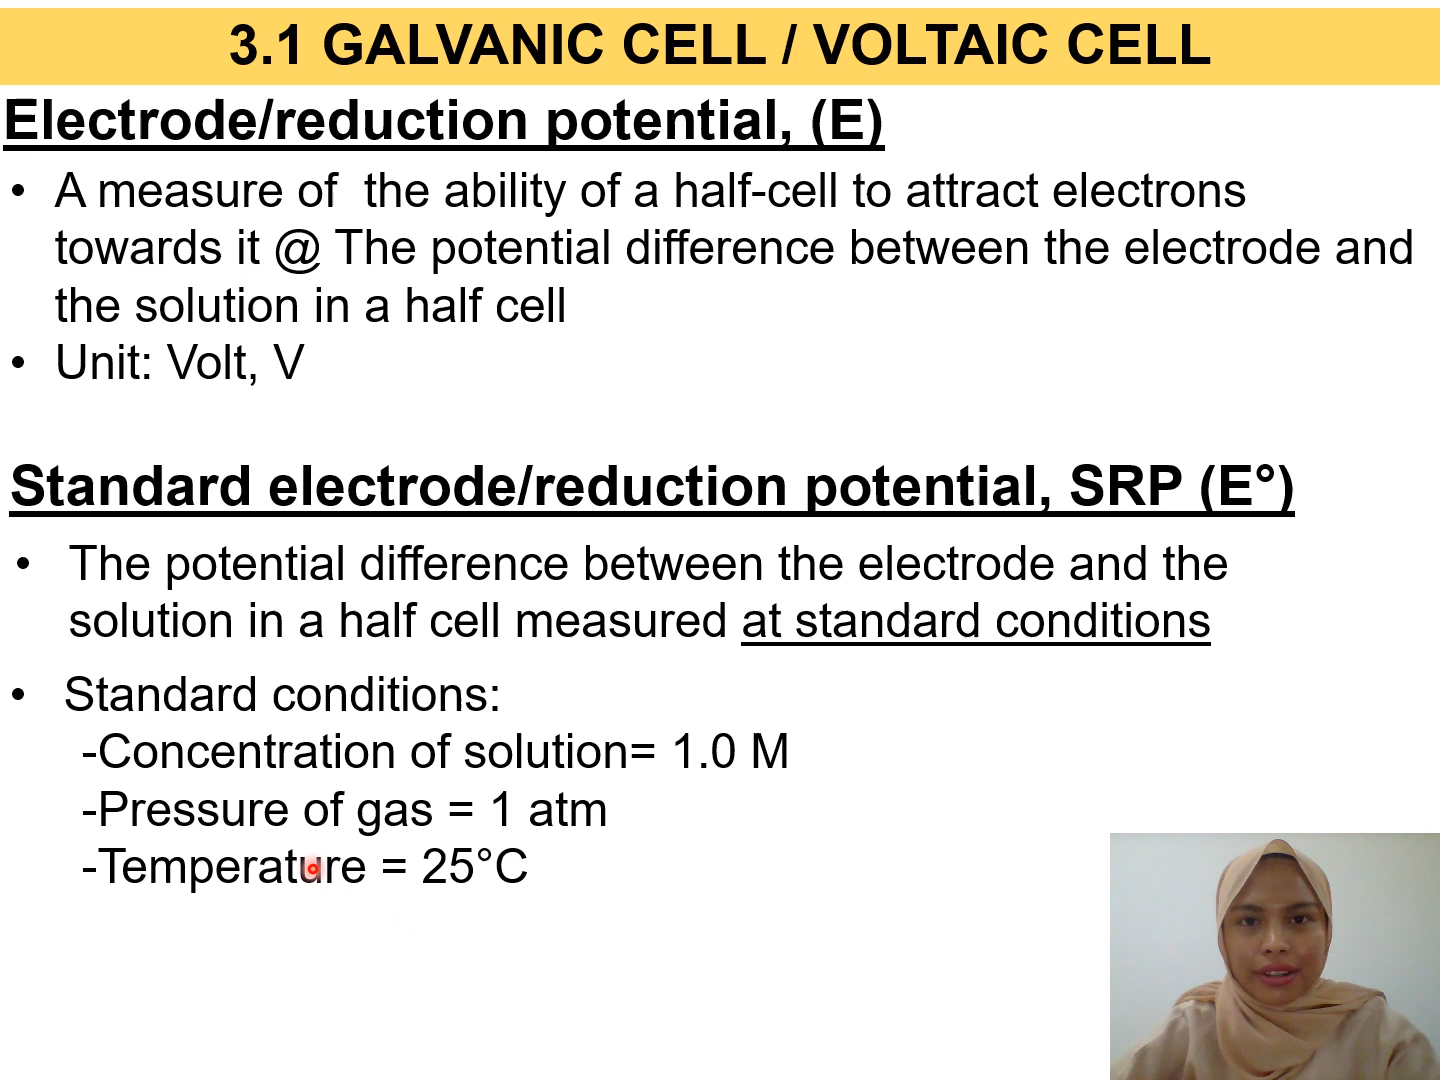 3.1 GALVANIC CELL / VOLTAIC CELL
Electrode/reduction potential, (E)
• A measure of  the ability of a half-cell to attract electrons
towards it @ The potential difference between the electrode and
the solution in a half cell
• Unit: Volt, V
Standard electrode/reduction potential, SRP (E°)
• The potential difference between the electrode and the
solution in a half cell measured at standard conditions
• Standard conditions:
-Concentration of solution= 1.0 M
-Pressure of gas = 1 atm
-Temperature = 25°C